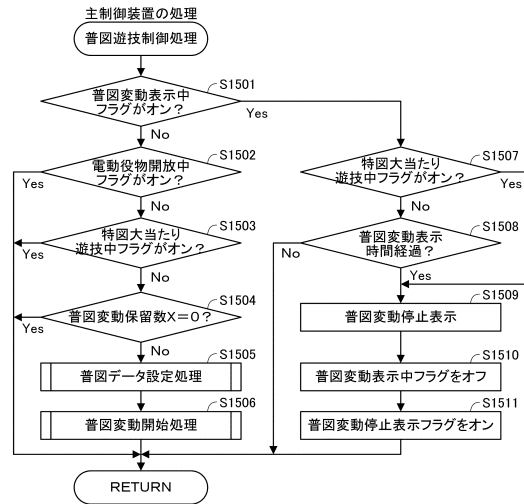 主制御装置の処理
普図遊技制御処理
S1501
普図変動表示中
フラグがオン?
Yes
No
S1502
電動役物開放中
フラグがオン?
Yes
No
S1503
特図大当たり
遊技中フラグがオン?
Yes
No
S1504
普図変動保留数X=0?
Yes
No
S1505
普図データ設定処理
S1506
普図変動開始処理
S1507
特図大当たり
遊技中フラグがオン?
Yes
No
S1508
普図変動表示
時間経過?
No
Yes
S1509
普図変動停止表示
S1510
普図変動表示中フラグをオフ
S1511
普図変動停止表示フラグをオン
RETURN